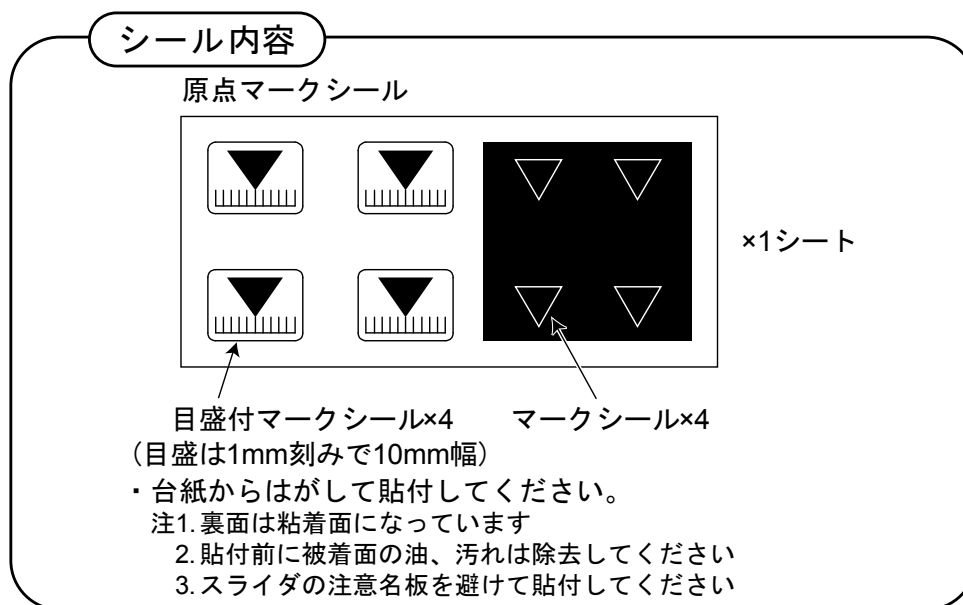 シール内容
原点マークシール
×1シート
目盛付マークシール×4
マークシール×4
(目盛は1mm刻みで10mm幅)
・台紙からはがして貼付してください。
注1.裏面は粘着面になっています
2.貼付前に被着面の油、汚れは除去してください
3.スライダの注意名板を避けて貼付してください